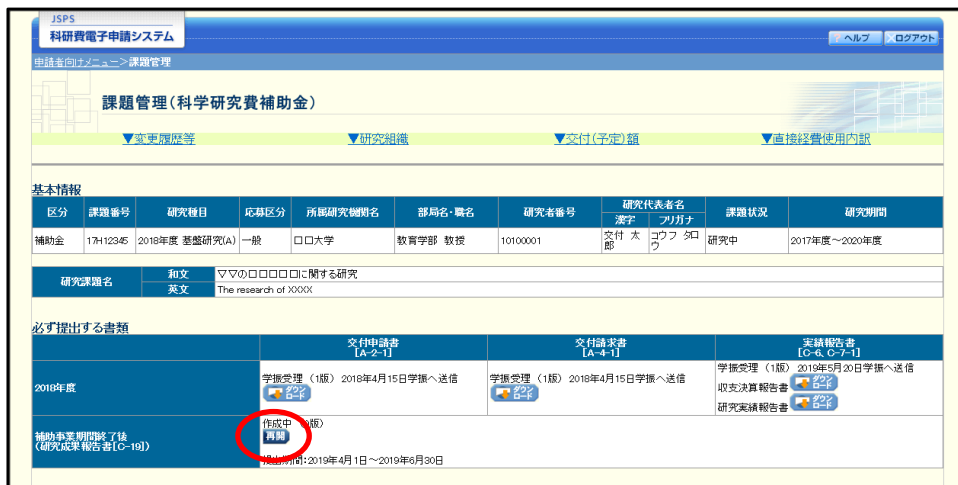 JSPS
科研費電子申請システム
? ヘルプ ×ログアウト
申請者向けメニュー＞課題管理
課題管理(科学研究費補助金)
▼変更履歴等 ▼研究組織 ▼交付(予定)額 ▼直接経費使用内訳
基本情報
区分 課題番号 研究種目 応募区分 所属研究機関名 部局名・職名 研究者番号 研究代表者名 課題状況 研究期間
漢字 フリガナ
補助金 17H12345 2018年度 基盤研究(A) 一般 □□大学 教育学部 教授 10100001 交付 太郎 コウフ タロウ 研究中 2017年度～2020年度
研究課題名 和文 ▽▽の□□□□□に関する研究
英文 The research of XXXX
必ず提出する書類
交付申請書 交付請求書 実績報告書
[A-2-1] [A-4-1] [C-6、C-7-1]
2018年度 学振受理 (1版) 2018年4月15日学振へ送信 学振受理 (1版) 2018年4月15日学振へ送信 学振受理 (1版) 2019年5月20日学振へ送信
ダウンロード ダウンロード 収支決算報告書 ダウンロード
研究実績報告書 ダウンロード
補助事業期間終了後 作成中 版)
(研究成果報告書[C-19]) 再開
提出期間:2019年4月1日～2019年6月30日